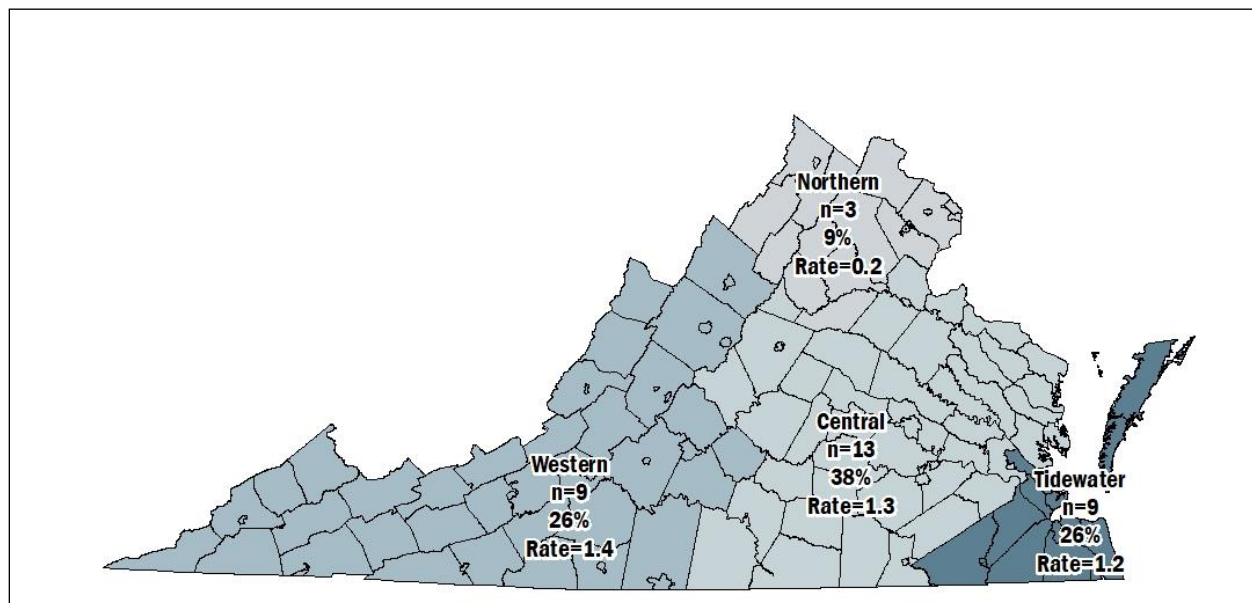 Northern
n=3
9%
Rate=0.2
Central
n=13
38%
Rate=1.3
Western
n=9
26%
Rate=1.4
Tidewater
n=9
26%
Rate=1.2